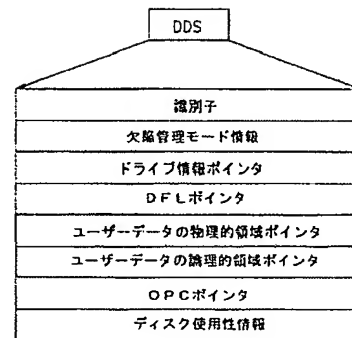 DDS
識別子
欠陥管理モード情報
ドライブ情報ポインタ
DFLポインタ
ユーザーデータの物理的領域ポインタ
ユーザーデータの論理的領域ポインタ
OPCポインタ
ディスク使用性情報